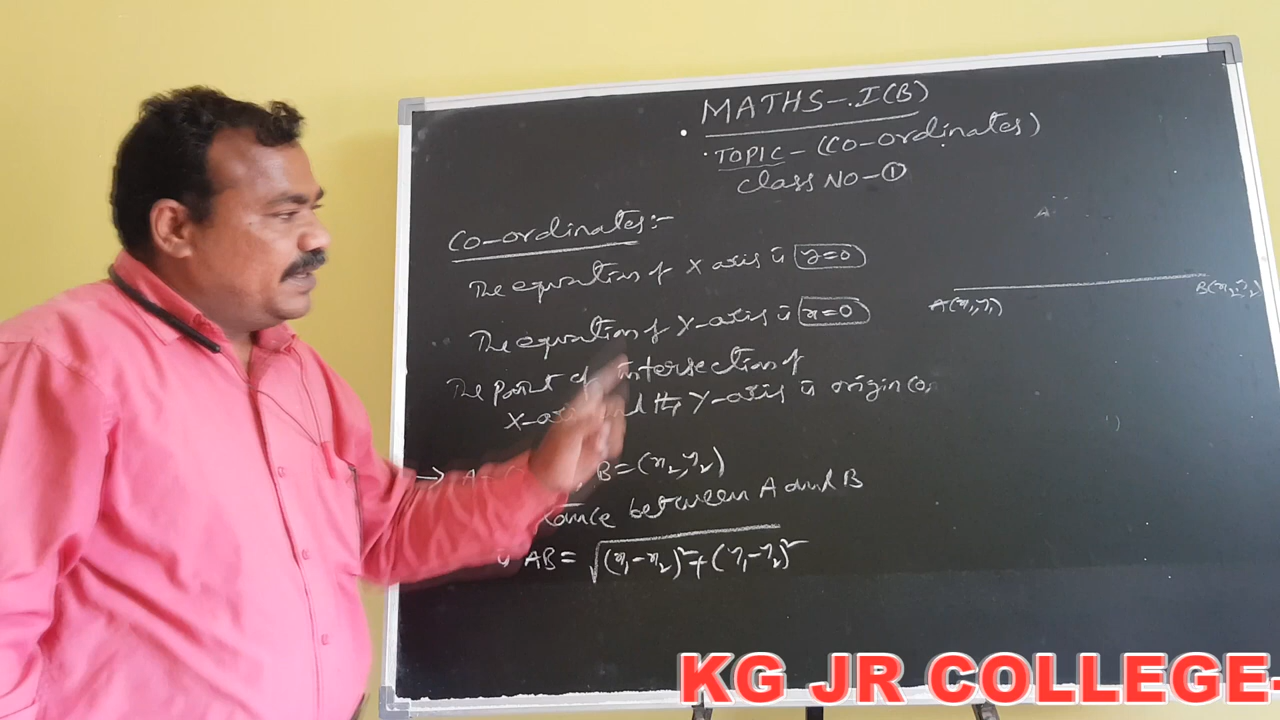 MATHS-.I(B)
TOPIC-(CO-ordinates)
Class NO-①
Co-ordinates:-
The equation of X axis is y=0
The equation of Y-axis is x=0
The point of intersection of
X-axis and the Y-axis is origin (0,
A(x₁,y₁)
B(x₂,y₂)
→ A , B=(x₂,y₂)
between A and B
is AB= √(x₁-x₂)²+(y₁-y₂)²
KG JR COLLEGE-